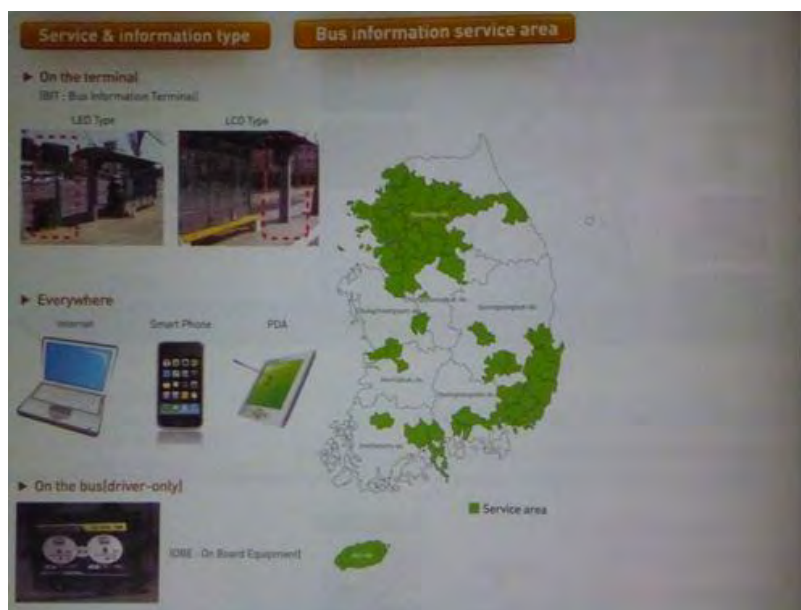 Service & information type
Bus information service area
▶ On the terminal
(BIT : Bus Information Terminal)
LED Type
LCD Type
▶ Everywhere
Internet
Smart Phone
PDA
▶ On the bus(driver-only)
(OBE - On Board Equipment)
Service area